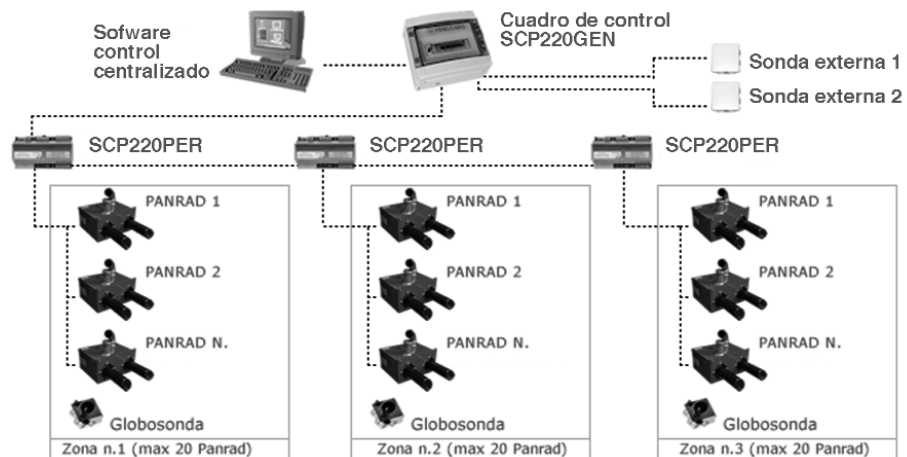 Sofware
control
centralizado
Cuadro de control
SCP220GEN
Sonda externa 1
Sonda externa 2
SCP220PER
SCP220PER
SCP220PER
PANRAD 1
PANRAD 2
PANRAD N.
Globosonda
Zona n.1 (max 20 Panrad)
PANRAD 1
PANRAD 2
PANRAD N.
Globosonda
Zona n.2 (max 20 Panrad)
PANRAD 1
PANRAD 2
PANRAD N.
Globosonda
Zona n.3 (max 20 Panrad)